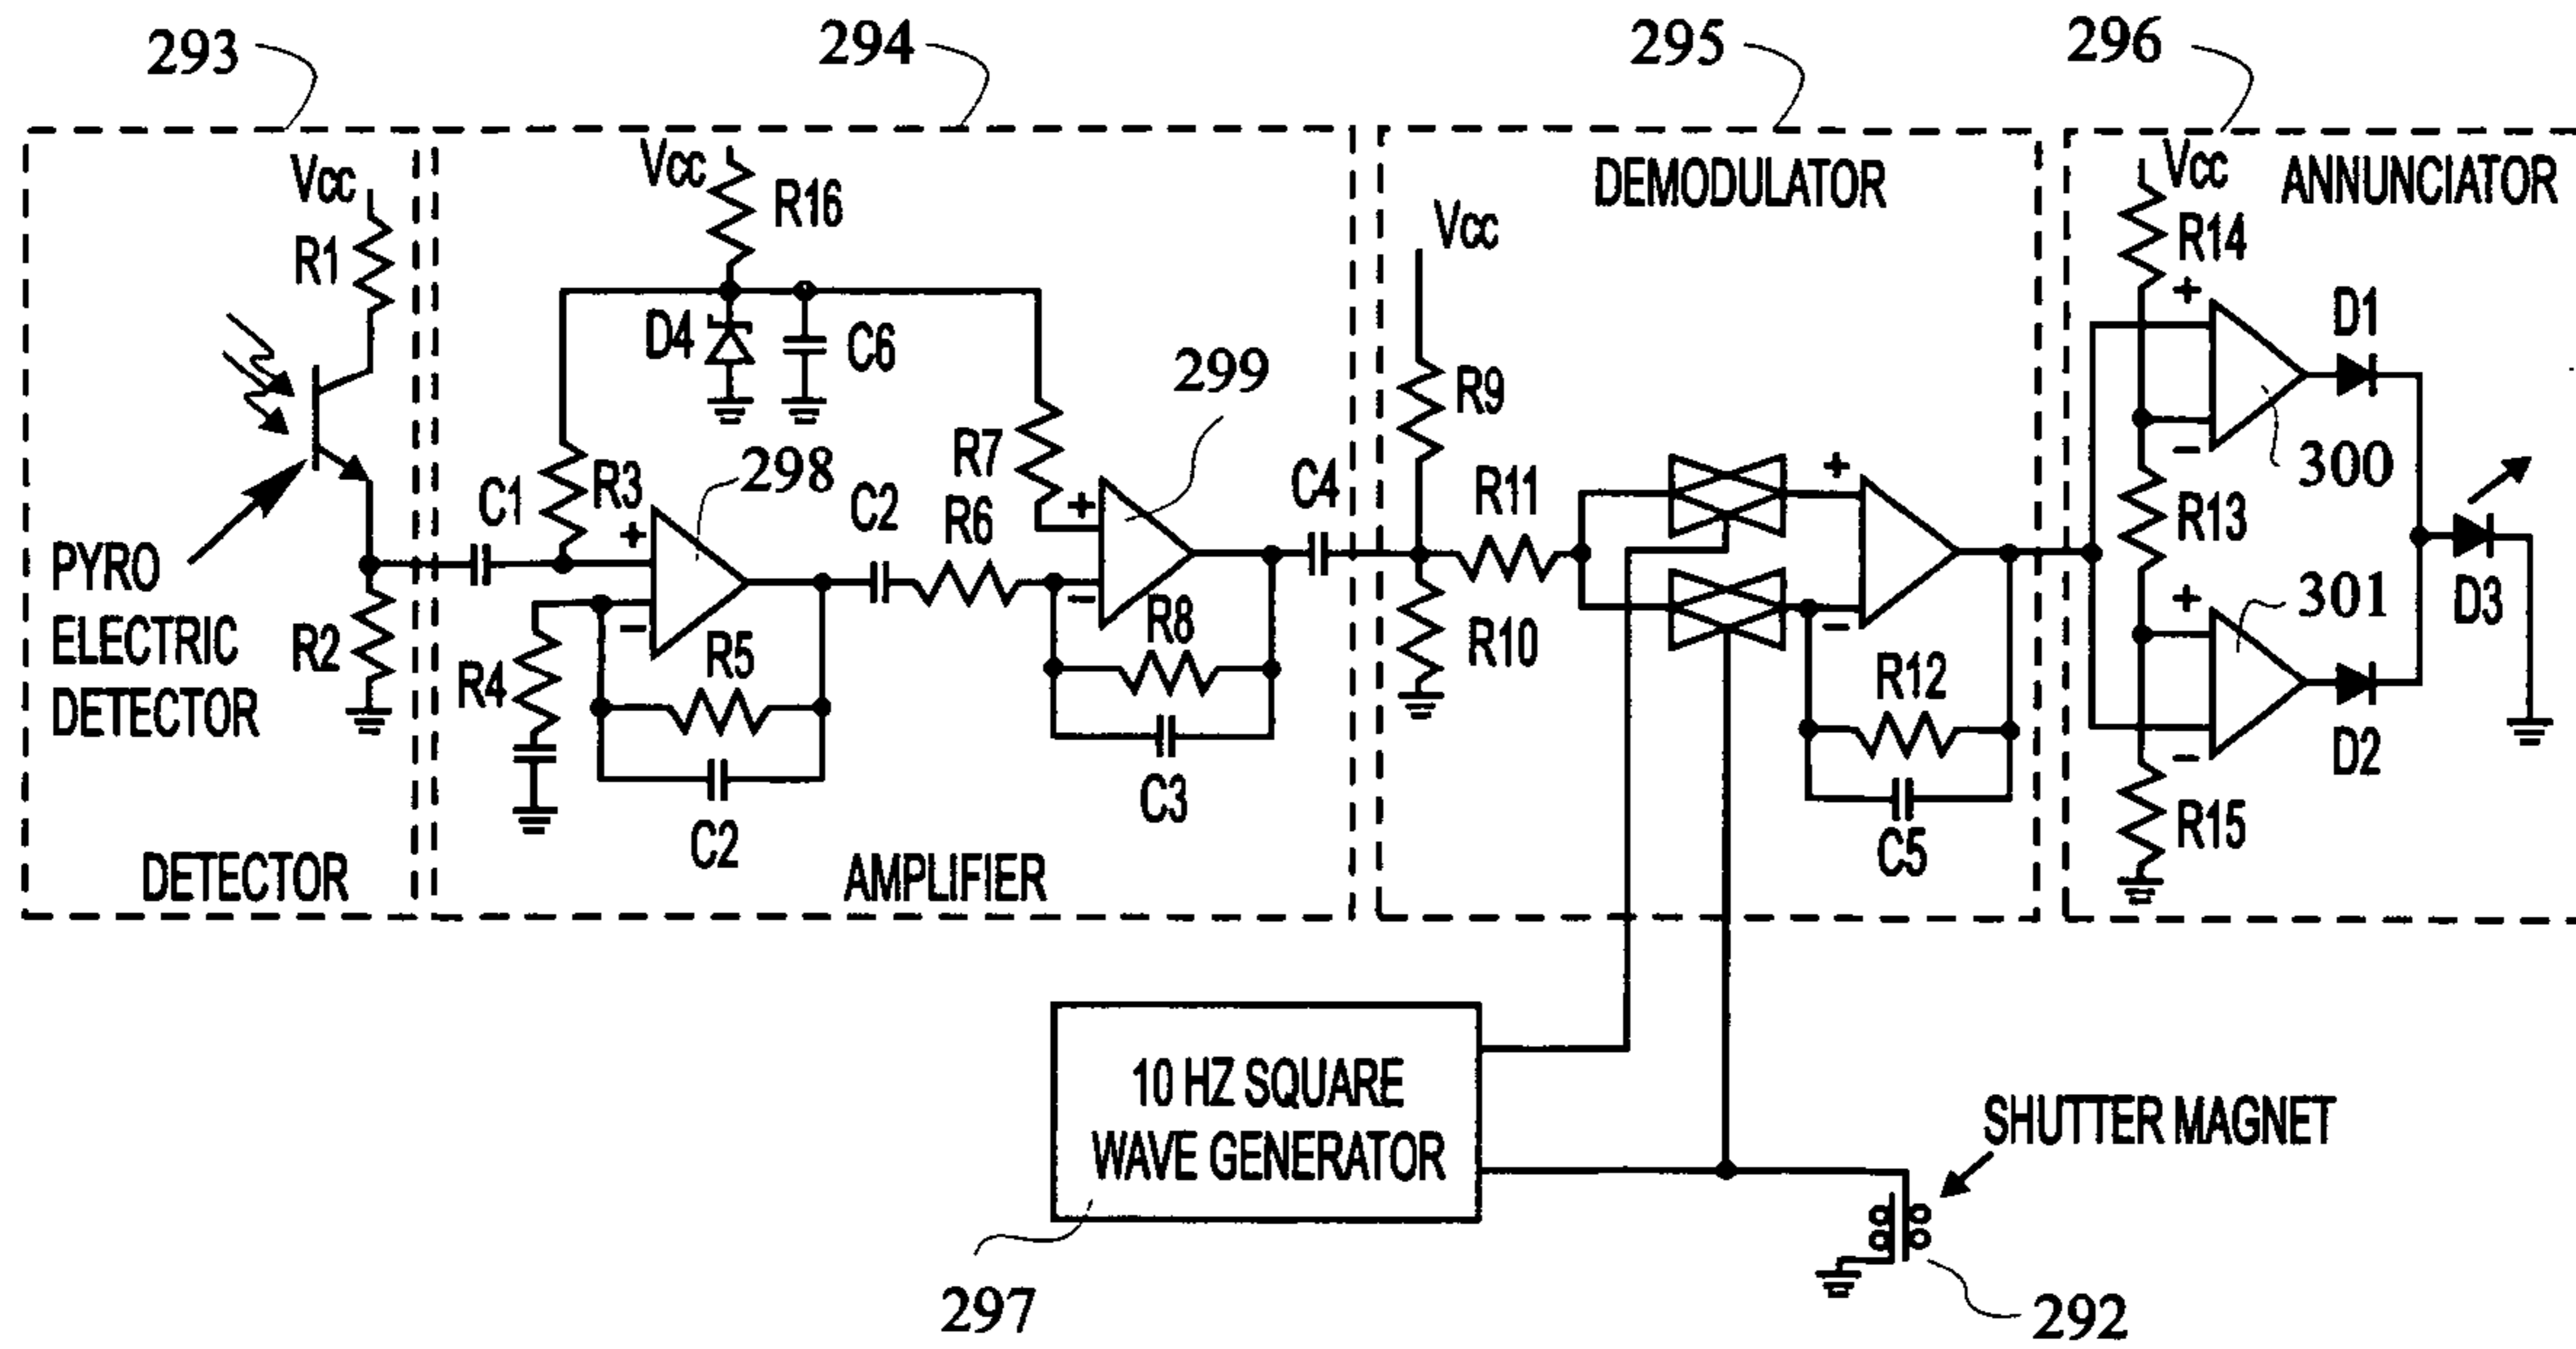 293
294
295
296
Vcc
R1
PYRO
ELECTRIC
DETECTOR
R2
DETECTOR
Vcc
R16
D4
C6
C1
R3
+
298
−
R4
R5
C2
C2
R6
R7
+
299
−
R8
C3
AMPLIFIER
C4
DEMODULATOR
Vcc
R9
R11
R10
+
−
R12
C5
Vcc
ANNUNCIATOR
R14
+
D1
−
300
R13
+
301
D3
−
D2
R15
10 HZ SQUARE
WAVE GENERATOR
297
SHUTTER MAGNET
292